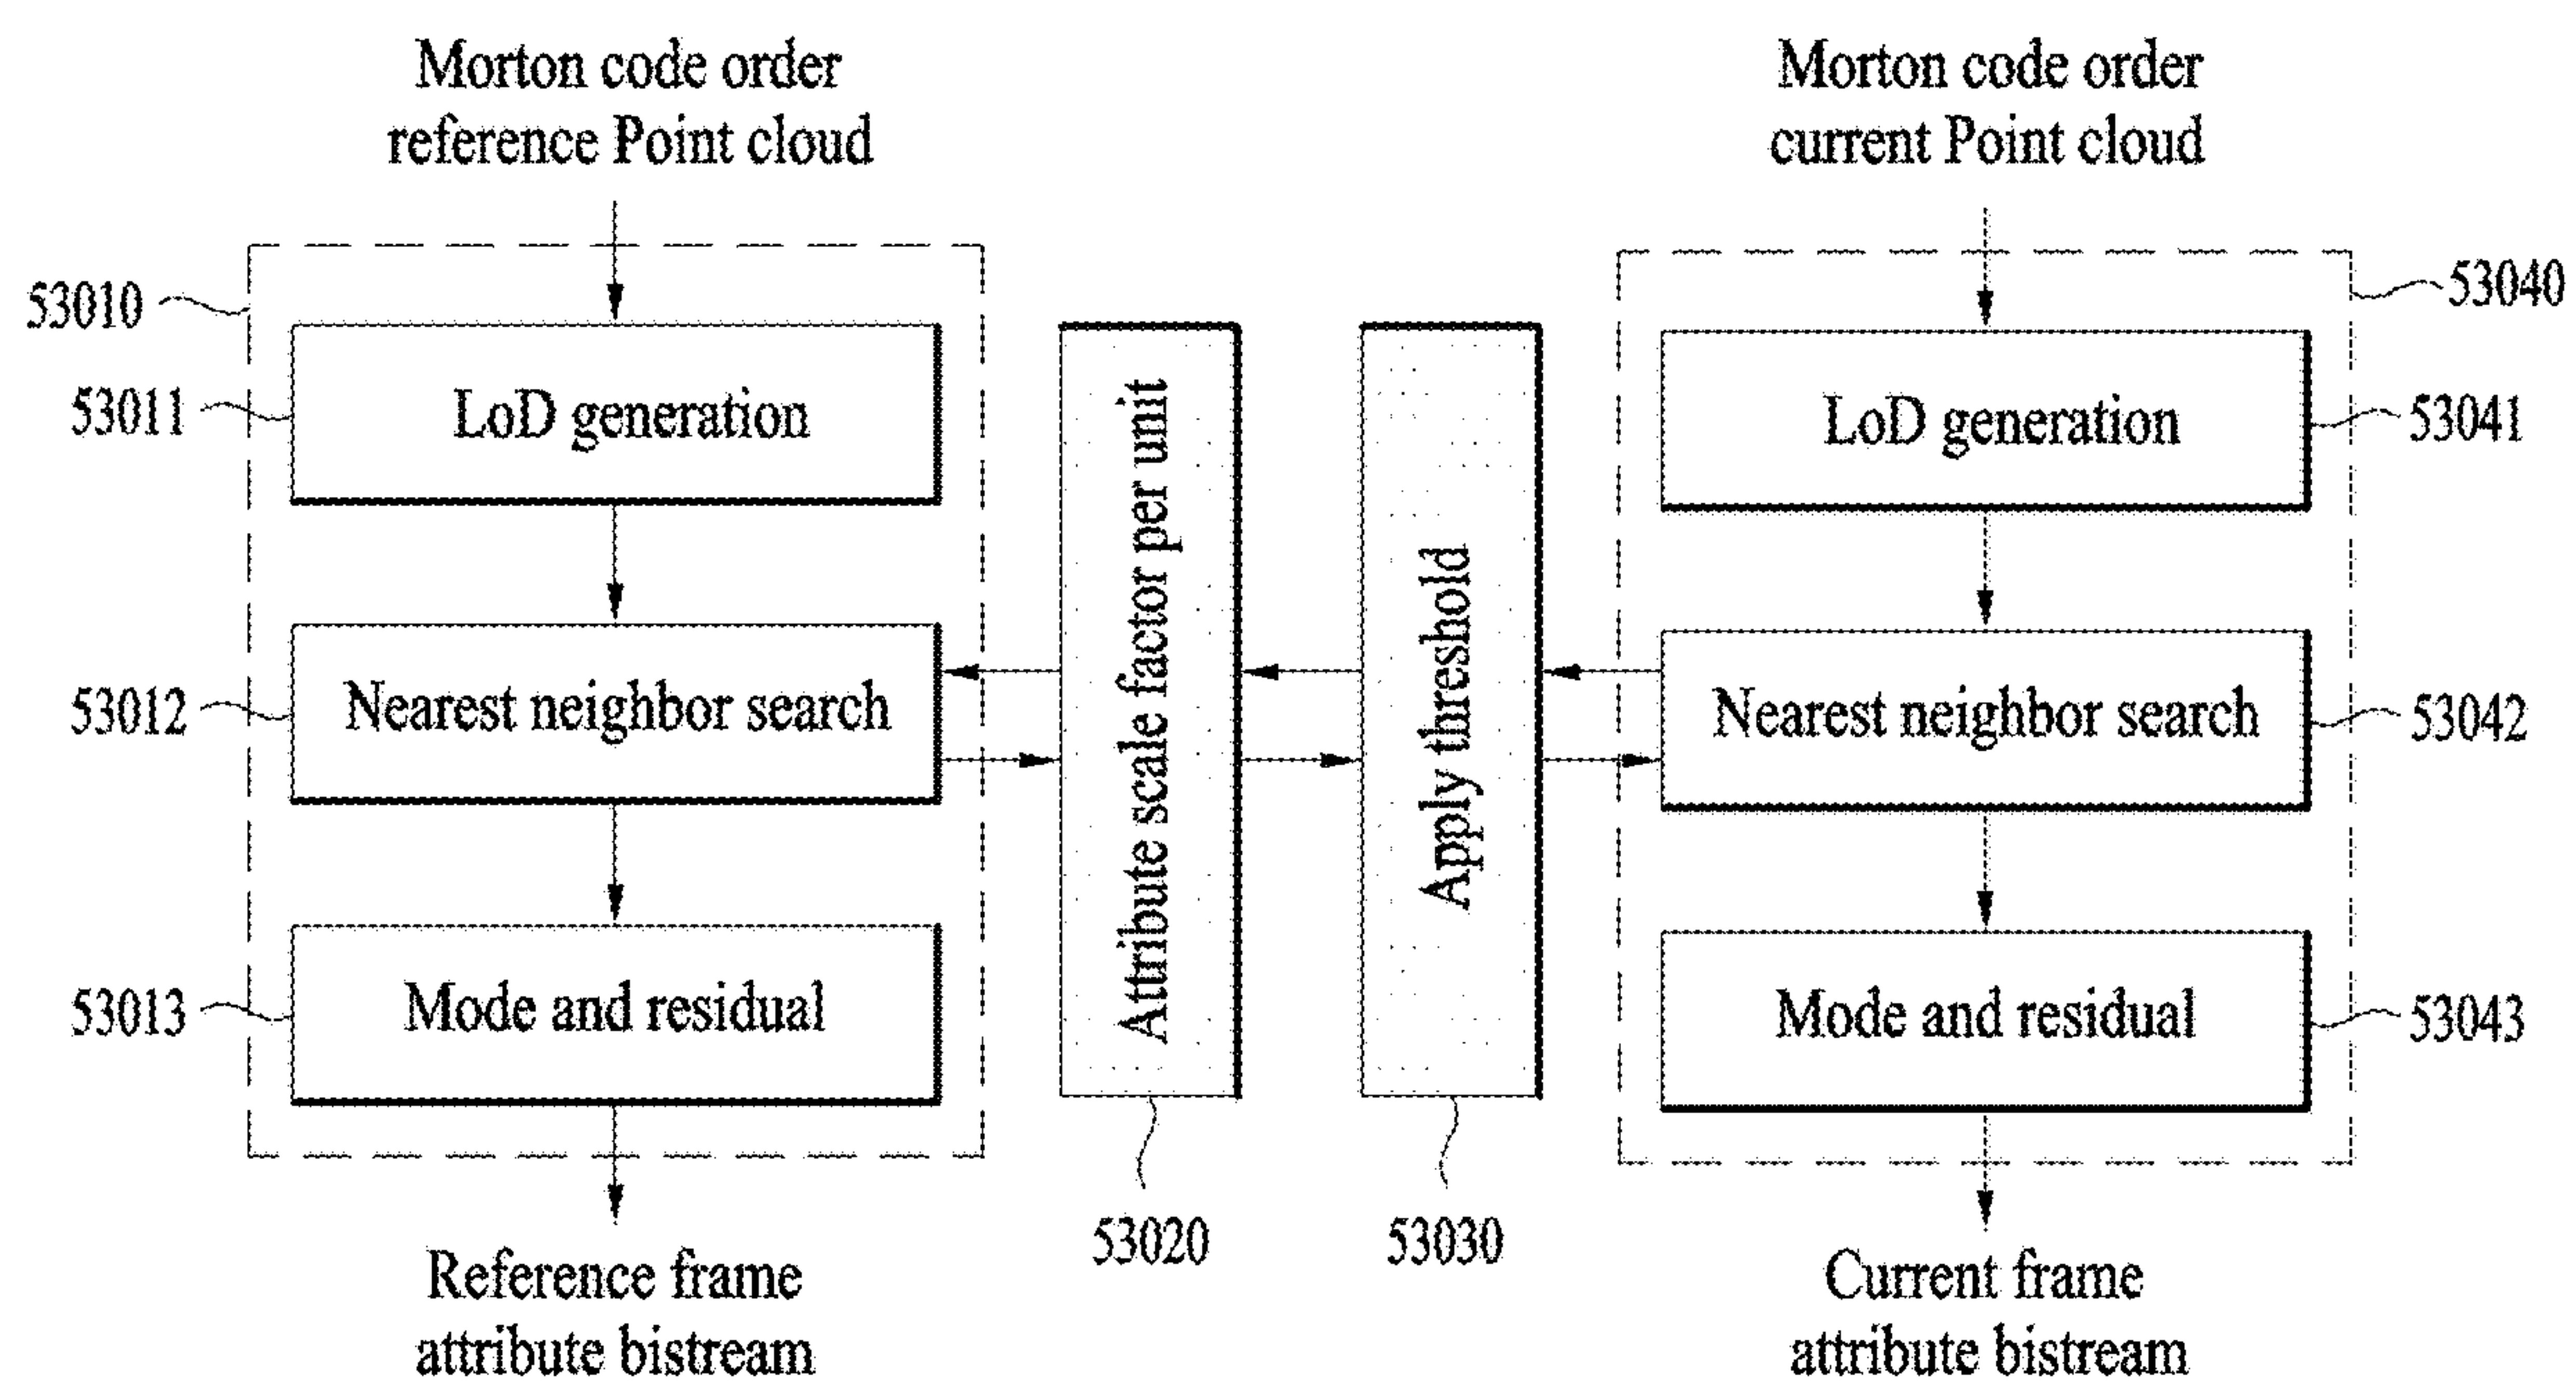 Morton code order
reference Point cloud
Morton code order
current Point cloud
53010
53040
53011
LoD generation
LoD generation
53041
53012
Nearest neighbor search
Attribute scale factor per unit
Apply threshold
Nearest neighbor search
53042
53013
Mode and residual
Mode and residual
53043
53020
53030
Reference frame
attribute bistream
Current frame
attribute bistream